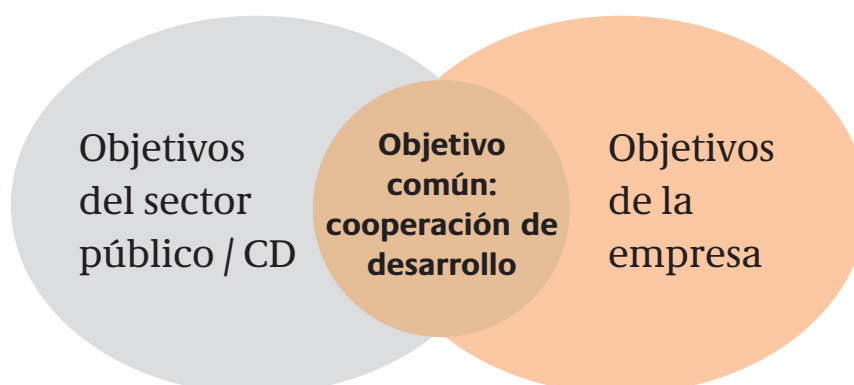 Objetivos
del sector
público / CD
Objetivo
común:
cooperación de
desarrollo
Objetivos
de la
empresa